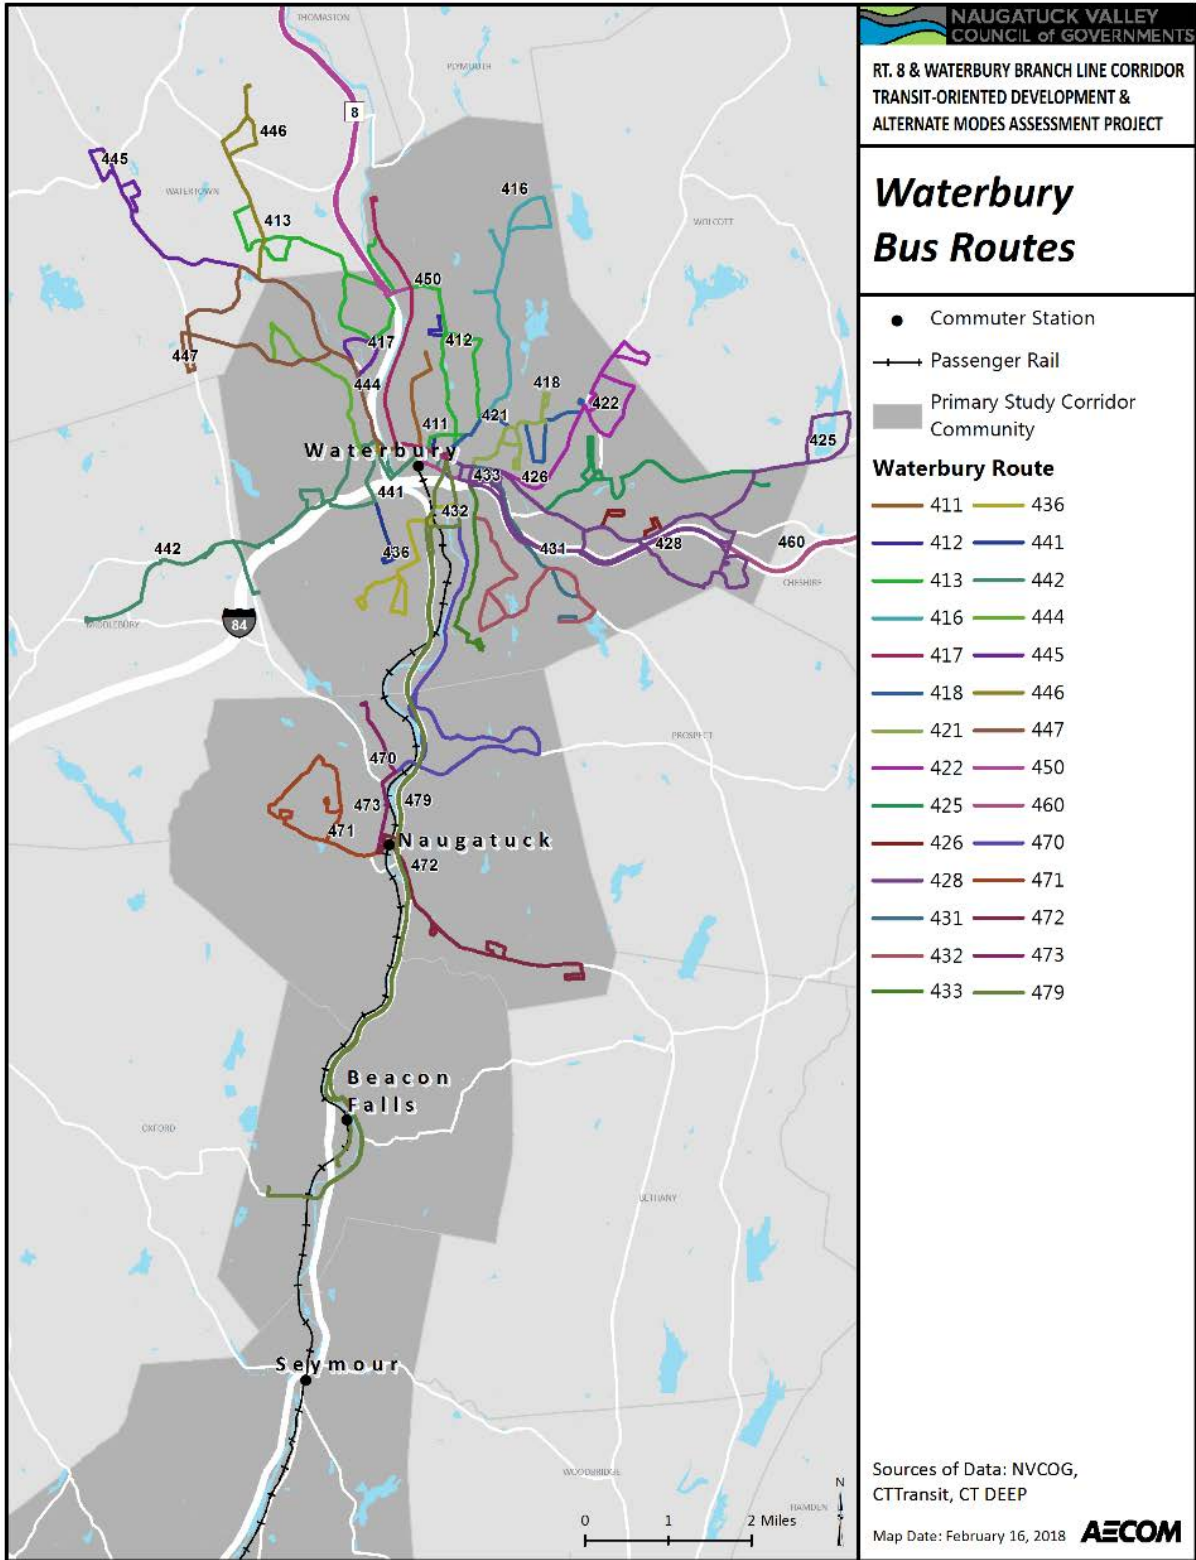 THOMASTON
PLYMOUTH
8
446
445
WATERTOWN
416
413
WOLCOTT
450
417
412
447
444
418
422
411
421
425
Waterbury
433
426
441
432
442
436
431
428
460
CHESHIRE
MIDDLEBURY
84
PROSPECT
470
473
479
471
Naugatuck
472
Beacon
Falls
OXFORD
BETHANY
Seymour
WOODBRIDGE
HAMDEN
N
0 1 2 Miles
NAUGATUCK VALLEY
COUNCIL of GOVERNMENTS
RT. 8 & WATERBURY BRANCH LINE CORRIDOR
TRANSIT-ORIENTED DEVELOPMENT &
ALTERNATE MODES ASSESSMENT PROJECT
Waterbury
Bus Routes
Commuter Station
Passenger Rail
Primary Study Corridor
Community
Waterbury Route
411 436
412 441
413 442
416 444
417 445
418 446
421 447
422 450
425 460
426 470
428 471
431 472
432 473
433 479
Sources of Data: NVCOG,
CTTransit, CT DEEP
Map Date: February 16, 2018 AECOM